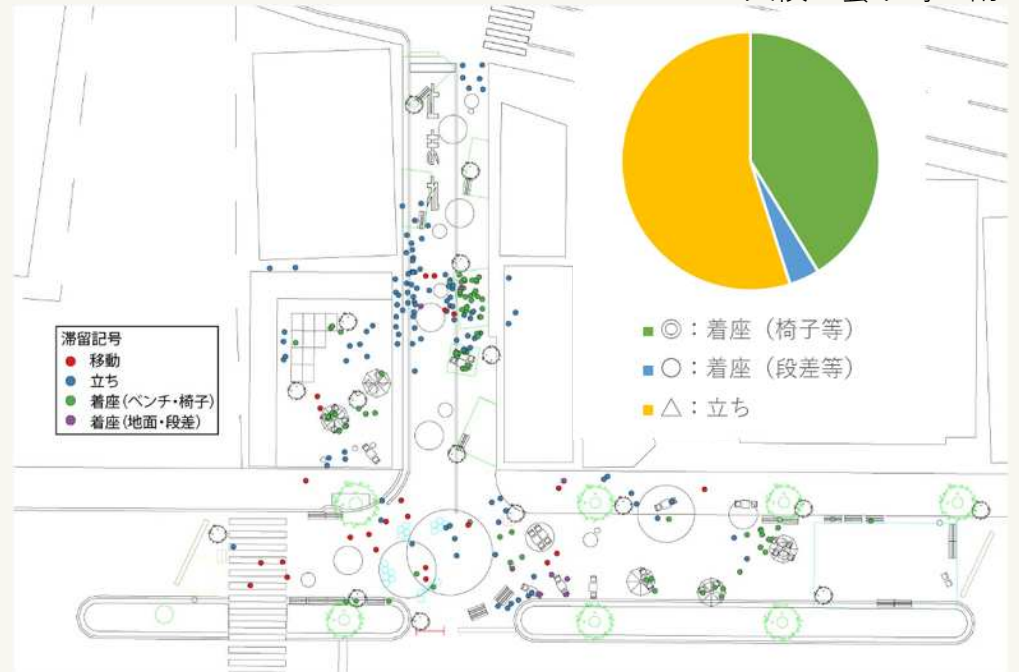 ◎：着座（椅子等）
○：着座（段差等）
△：立ち
滞留記号
移動
立ち
着座(ベンチ・椅子)
着座(地面・段差)